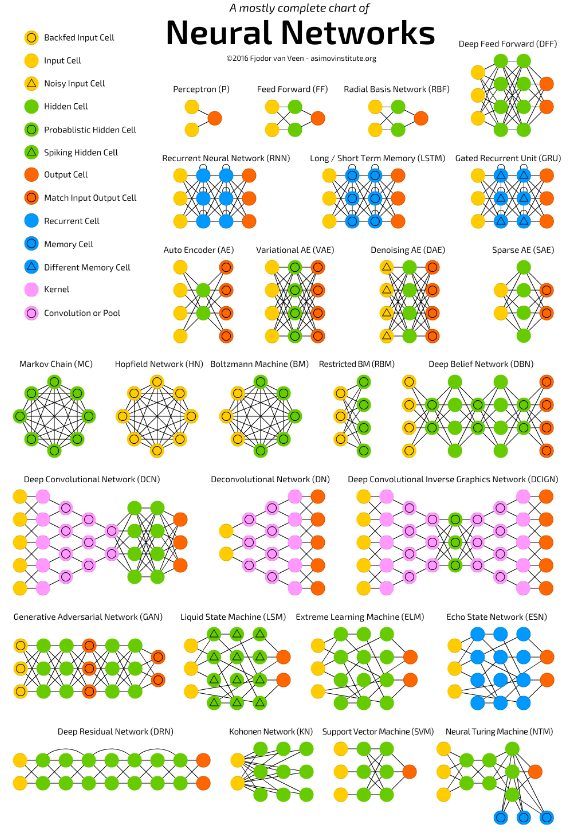 A mostly complete chart of
Neural Networks
©2016 Fjodor van Veen - asimovinstitute.org
Backfed Input Cell
Input Cell
Noisy Input Cell
Hidden Cell
Probablistic Hidden Cell
Spiking Hidden Cell
Output Cell
Match Input Output Cell
Recurrent Cell
Memory Cell
Different Memory Cell
Kernel
Convolution or Pool
Deep Feed Forward (DFF)
Perceptron (P)
Feed Forward (FF)
Radial Basis Network (RBF)
Recurrent Neural Network (RNN)
Long / Short Term Memory (LSTM)
Gated Recurrent Unit (GRU)
Auto Encoder (AE)
Variational AE (VAE)
Denoising AE (DAE)
Sparse AE (SAE)
Markov Chain (MC)
Hopfield Network (HN)
Boltzmann Machine (BM)
Restricted BM (RBM)
Deep Belief Network (DBN)
Deep Convolutional Network (DCN)
Deconvolutional Network (DN)
Deep Convolutional Inverse Graphics Network (DCIGN)
Generative Adversarial Network (GAN)
Liquid State Machine (LSM)
Extreme Learning Machine (ELM)
Echo State Network (ESN)
Deep Residual Network (DRN)
Kohonen Network (KN)
Support Vector Machine (SVM)
Neural Turing Machine (NTM)